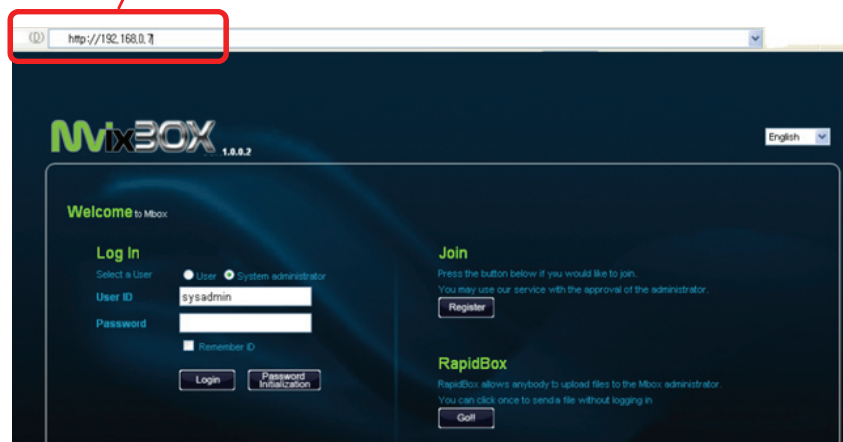 (D) http://192.168.0.7
MvixBOX 1.0.0.2
English
Welcome to Mbox
Log In
Select a User User System administrator
User ID sysadmin
Password
Remember ID
Login Password Initialization
Join
Press the button below if you would like to join.
You may use our service with the approval of the administrator.
Register
RapidBox
RapidBox allows anybody to upload files to the Mbox administrator.
You can click once to send a file without logging in
Go!!